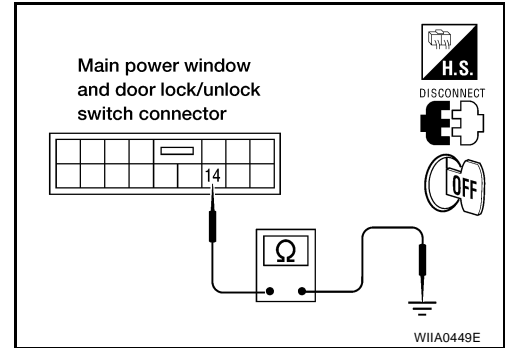 Main power window
and door lock/unlock
switch connector
H.S.
DISCONNECT
OFF
14
Ω
WIIA0449E